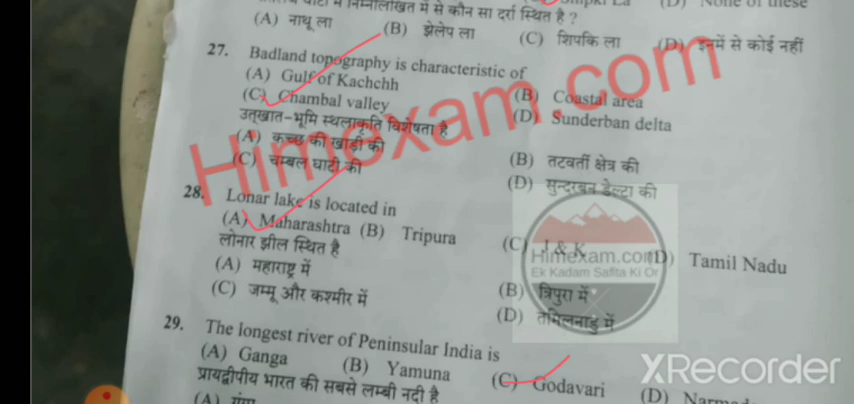 में निम्नलिखित में से कौन सा दर्रा स्थित है ?
(A) नाथू ला (B) झेलेप ला (C) शिपकि ला (D) इनमें से कोई नहीं
27. Badland topography is characteristic of
(A) Gulf of Kachchh (B) Coastal area
(C) Chambal valley (D) Sunderban delta
उत्खात-भूमि स्थलाकृति विशेषता है
(A) कच्छ की खाड़ी की (B) तटवर्ती क्षेत्र की
(C) चम्बल घाटी की (D) सुन्दरबन डेल्टा की
28. Lonar lake is located in
(A) Maharashtra (B) Tripura (C) J & K (D) Tamil Nadu
लोनार झील स्थित है
(A) महाराष्ट्र में (B) त्रिपुरा में
(C) जम्मू और कश्मीर में (D) तमिलनाडु में
29. The longest river of Peninsular India is
(A) Ganga (B) Yamuna (C) Godavari (D)
प्रायद्वीपीय भारत की सबसे लम्बी नदी है
(A) गंगा
Himexam.com
Himexam.com
Ek Kadam Saflta Ki Or
XRecorder